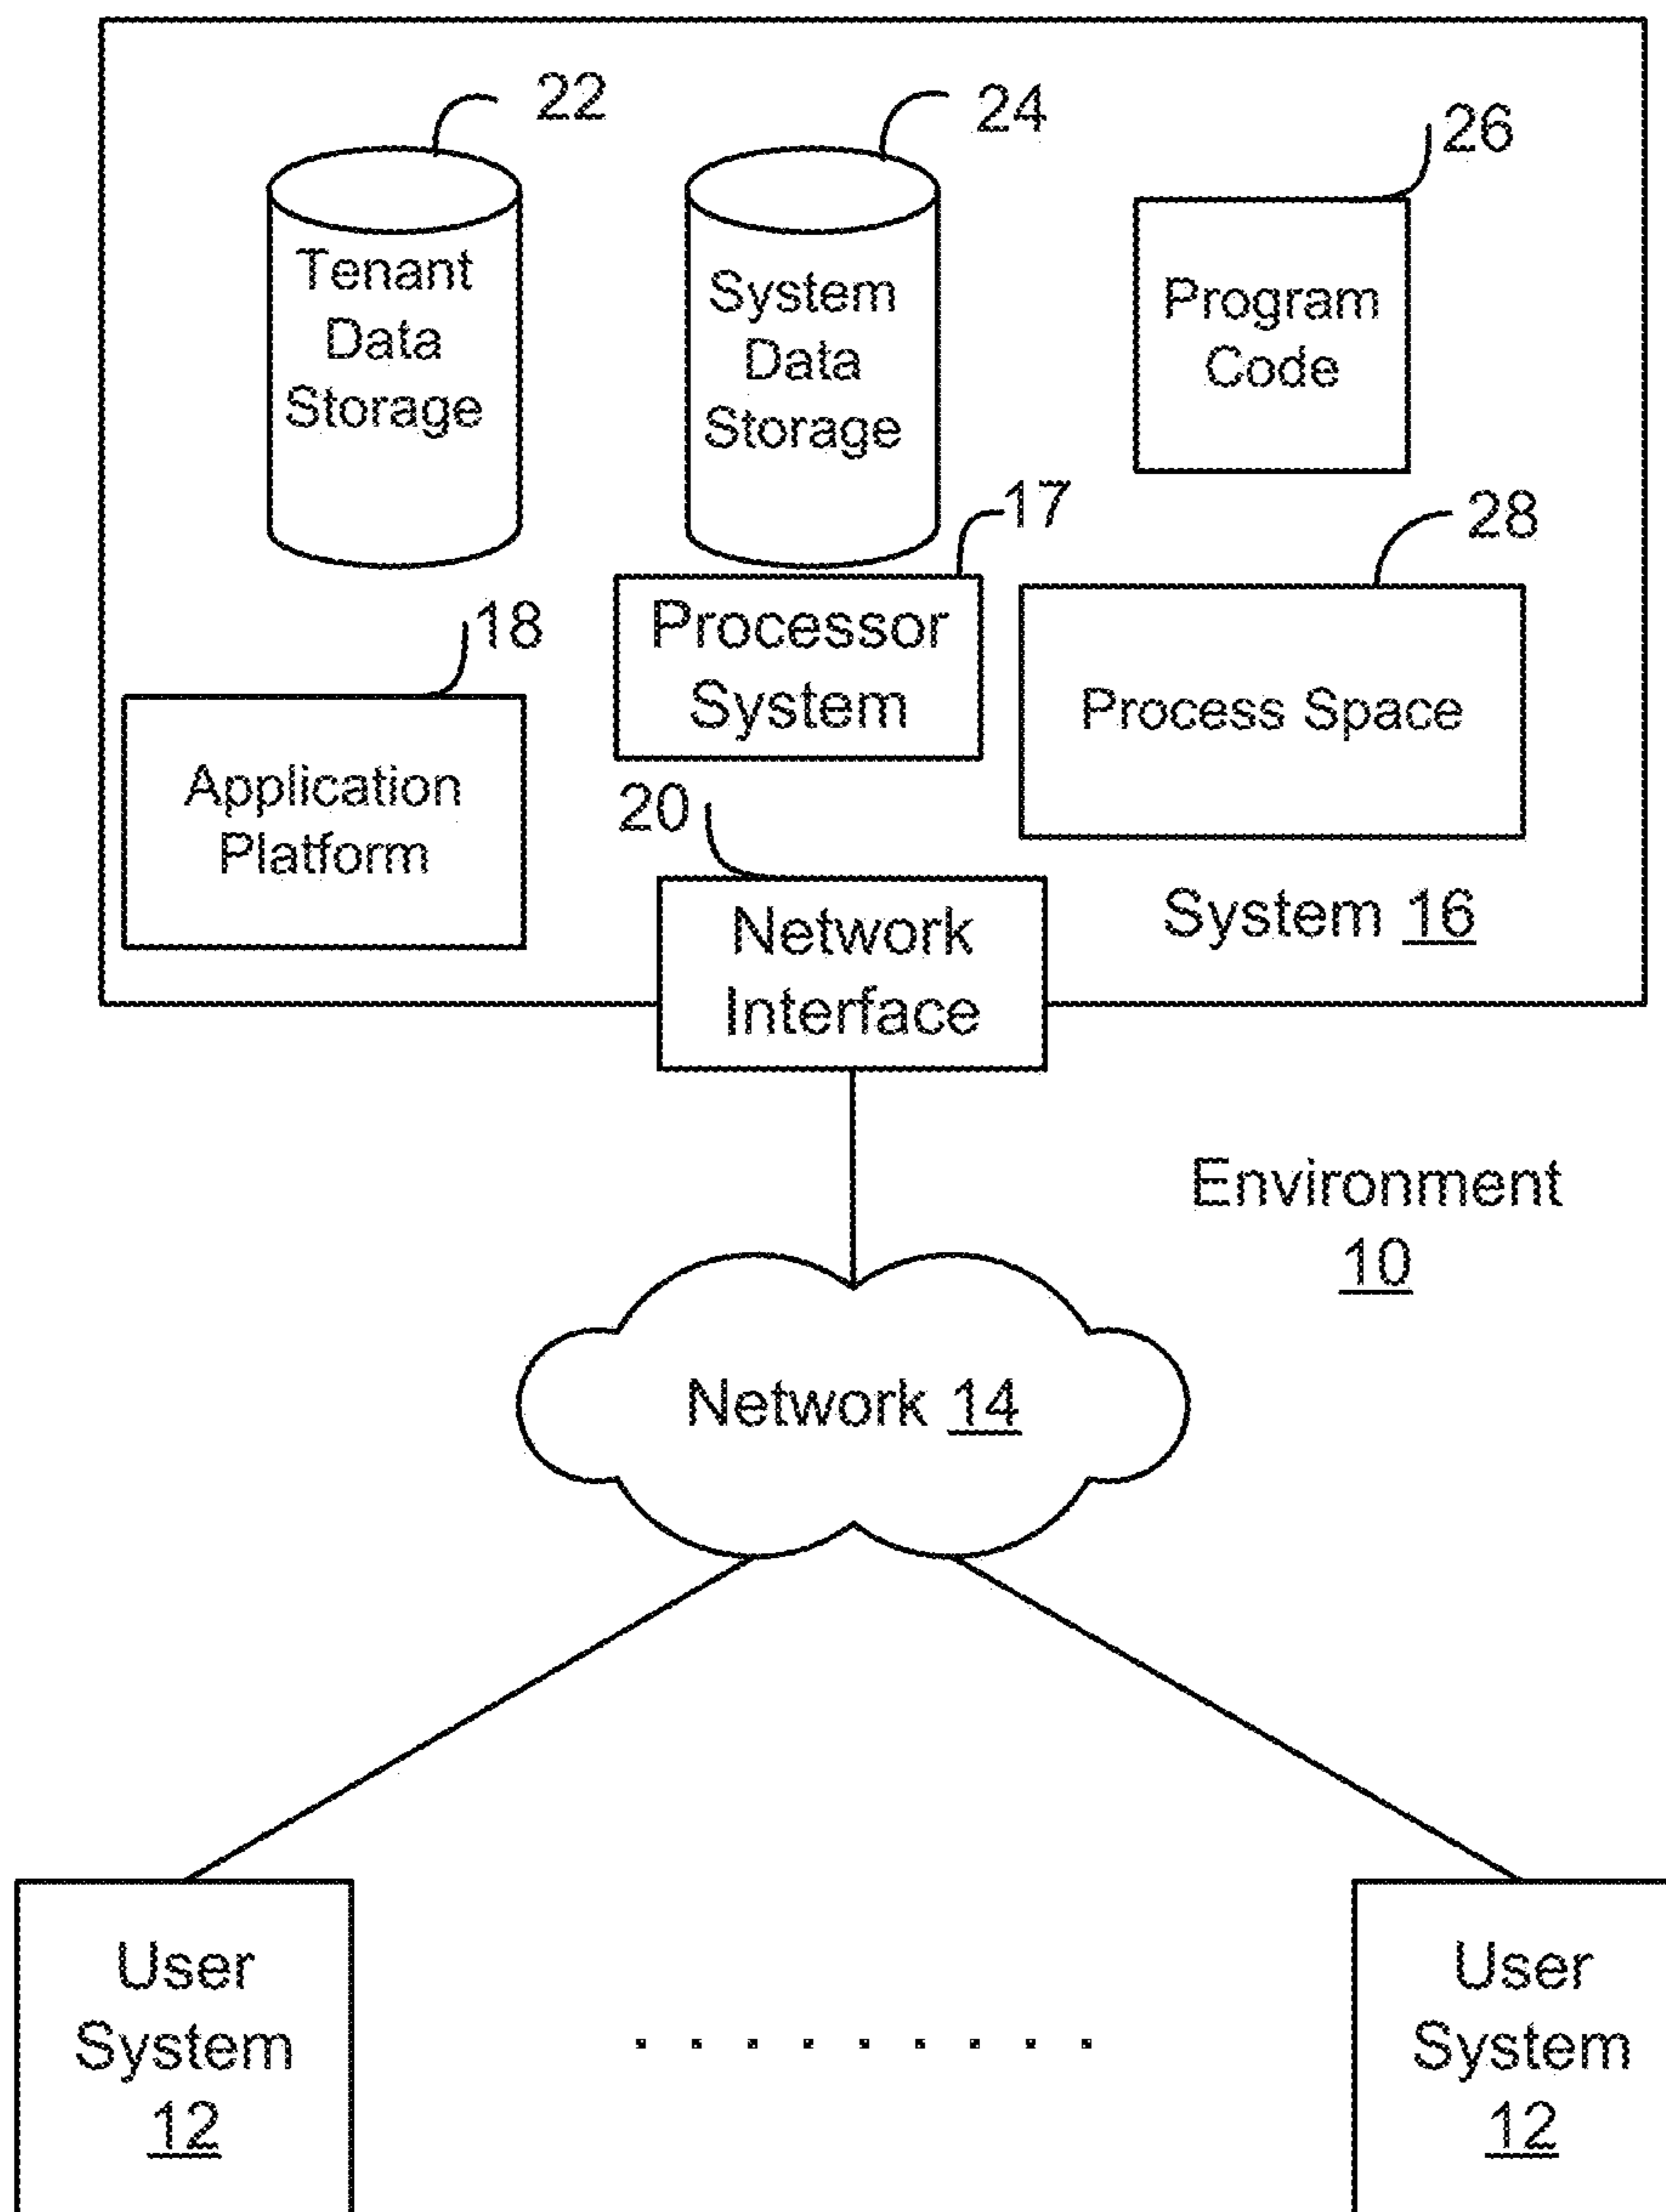 22
24
26
Tenant
Data
Storage
System
Data
Storage
Program
Code
17
28
18
Processor
System
Process Space
Application
Platform
20
Network
Interface
System 16
Environment
10
Network 14
User
System
12
User
System
12